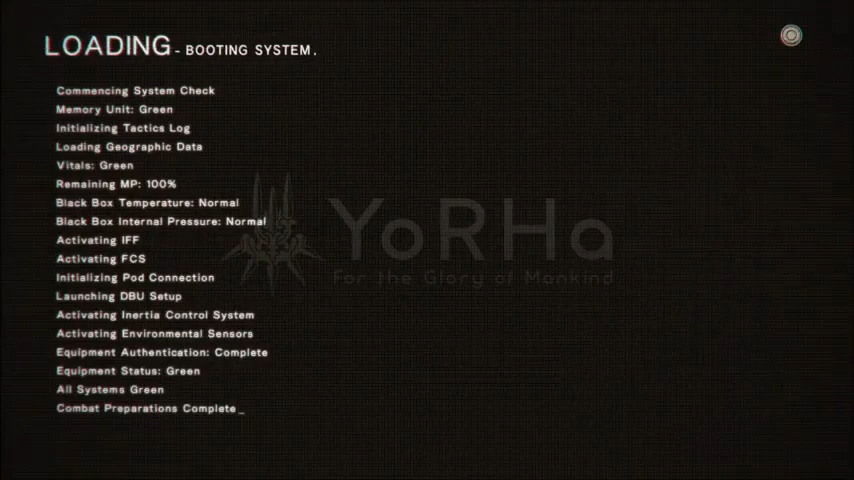 LOADING - BOOTING SYSTEM.
Commencing System Check
Memory Unit: Green
Initializing Tactics Log
Loading Geographic Data
Vitals: Green
Remaining MP: 100%
Black Box Temperature: Normal
Black Box Internal Pressure: Normal
Activating IFF
Activating FCS
Initializing Pod Connection
Launching DBU Setup
Activating Inertia Control System
Activating Environmental Sensors
Equipment Authentication: Complete
Equipment Status: Green
All Systems Green
Combat Preparations Complete_
YoRHa
For the Glory of Mankind